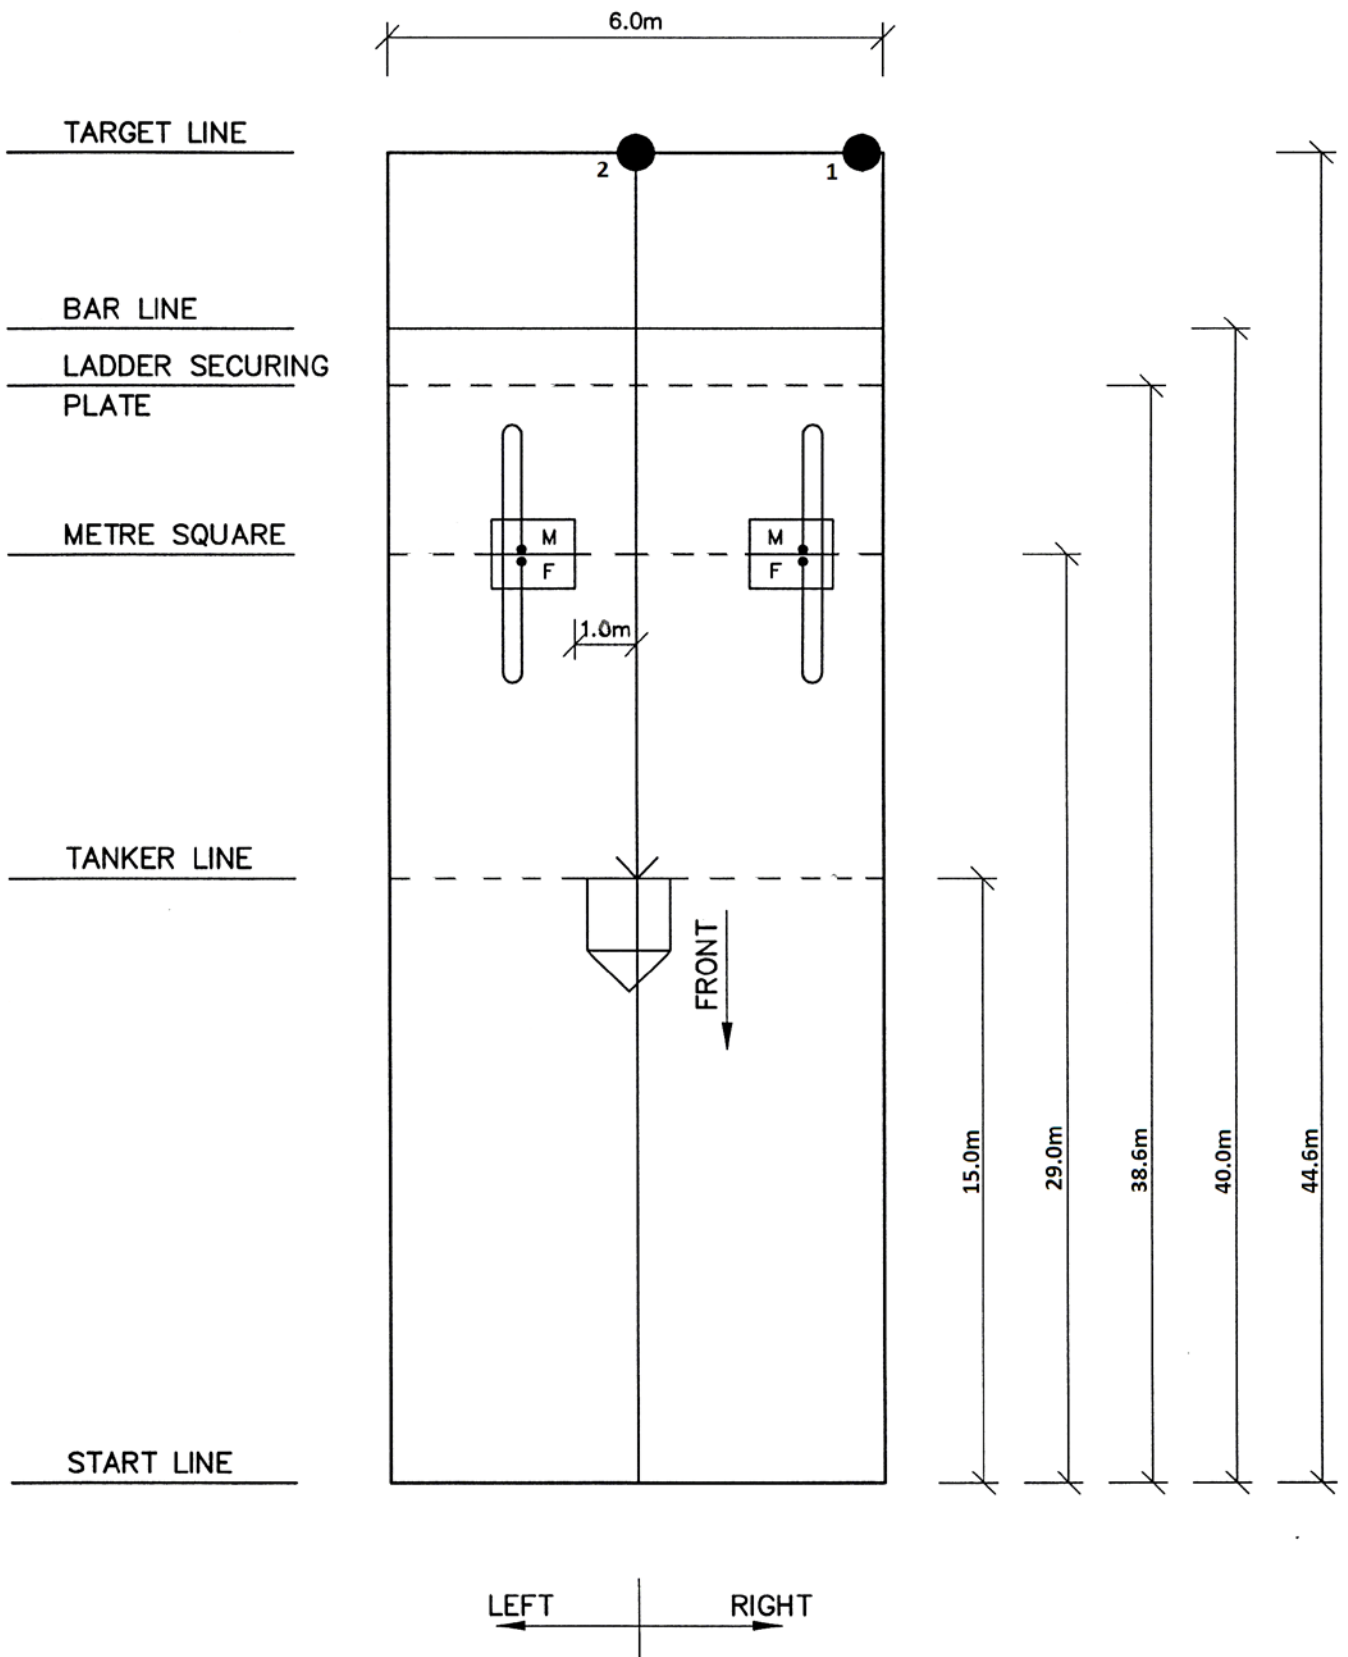 6.0m
TARGET LINE
2
1
BAR LINE
LADDER SECURING
PLATE
METRE SQUARE
M
F
M
F
1.0m
TANKER LINE
FRONT
15.0m
29.0m
38.6m
40.0m
44.6m
START LINE
LEFT
RIGHT